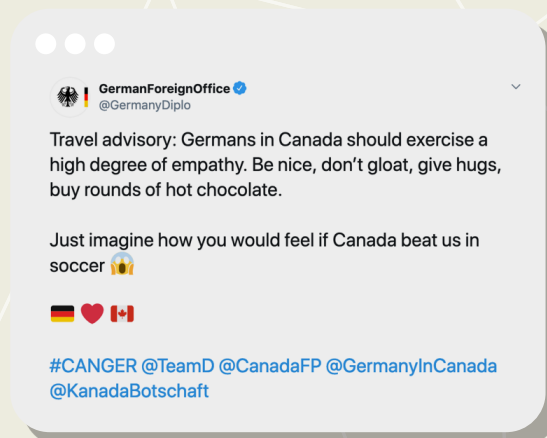 GermanForeignOffice
@GermanyDiplo
Travel advisory: Germans in Canada should exercise a
high degree of empathy. Be nice, don’t gloat, give hugs,
buy rounds of hot chocolate.
Just imagine how you would feel if Canada beat us in
soccer 😱
🇩🇪❤️🇨🇦
#CANGER @TeamD @CanadaFP @GermanyInCanada
@KanadaBotschaft